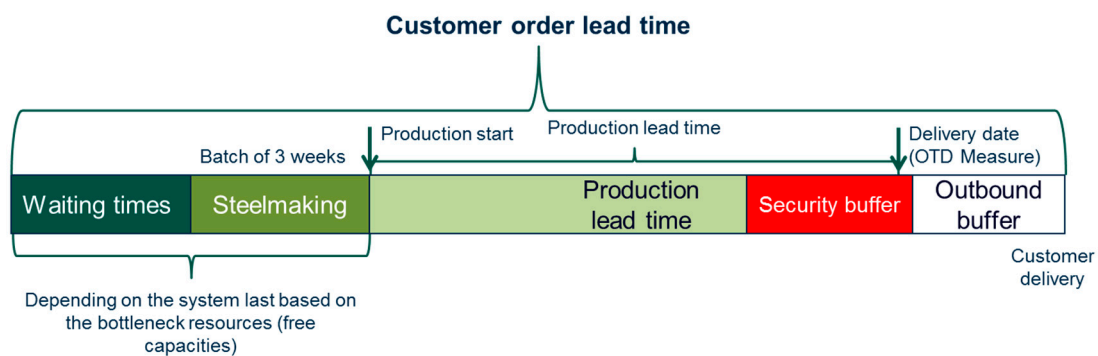 Customer order lead time
Production start
Production lead time
Delivery date
(OTD Measure)
Batch of 3 weeks
Waiting times
Steelmaking
Production
lead time
Security buffer
Outbound
buffer
Customer
delivery
Depending on the system last based on
the bottleneck resources (free
capacities)